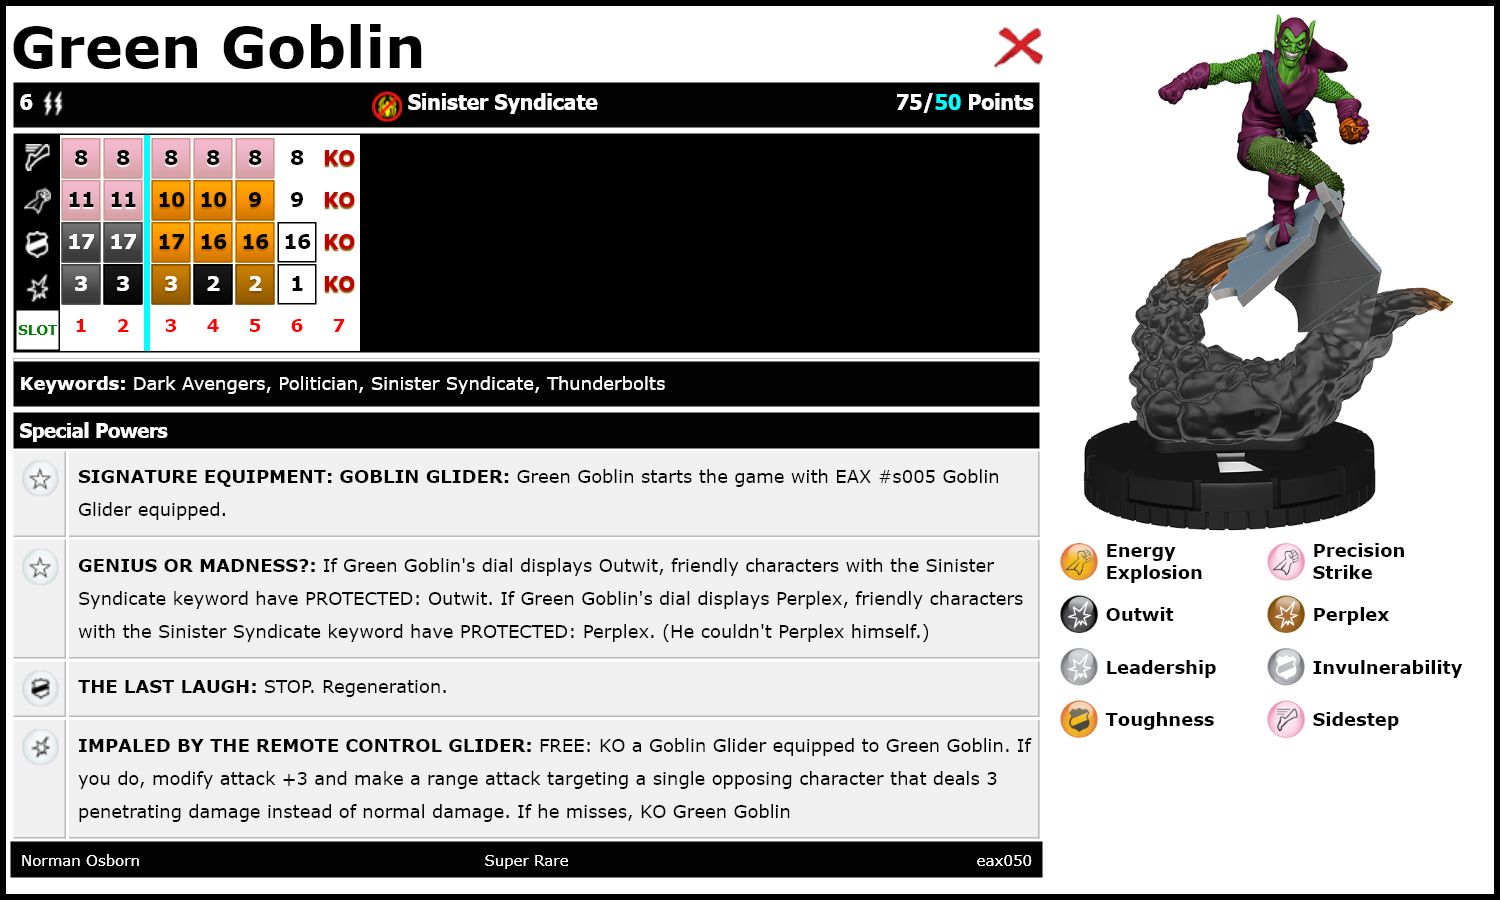 Green Goblin
6 Sinister Syndicate 75/50 Points
8 8 8 8 8 8 KO
11 11 10 10 9 9 KO
17 17 17 16 16 16 KO
3 3 3 2 2 1 KO
SLOT 1 2 3 4 5 6 7
Keywords: Dark Avengers, Politician, Sinister Syndicate, Thunderbolts
Special Powers
SIGNATURE EQUIPMENT: GOBLIN GLIDER: Green Goblin starts the game with EAX #s005 Goblin
Glider equipped.
GENIUS OR MADNESS?: If Green Goblin's dial displays Outwit, friendly characters with the Sinister
Syndicate keyword have PROTECTED: Outwit. If Green Goblin's dial displays Perplex, friendly characters
with the Sinister Syndicate keyword have PROTECTED: Perplex. (He couldn't Perplex himself.)
THE LAST LAUGH: STOP. Regeneration.
IMPALED BY THE REMOTE CONTROL GLIDER: FREE: KO a Goblin Glider equipped to Green Goblin. If
you do, modify attack +3 and make a range attack targeting a single opposing character that deals 3
penetrating damage instead of normal damage. If he misses, KO Green Goblin
Norman Osborn Super Rare eax050
Energy
Explosion
Precision
Strike
Outwit
Perplex
Leadership
Invulnerability
Toughness
Sidestep